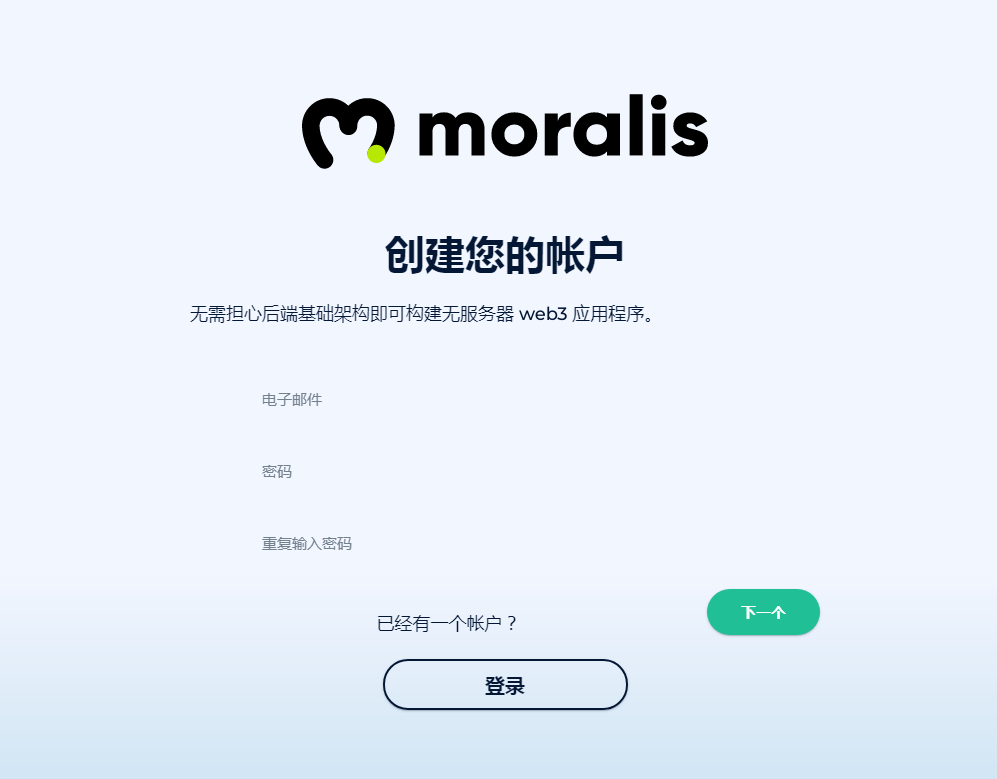 moralis
创建您的帐户
无需担心后端基础架构即可构建无服务器 web3 应用程序。
电子邮件
密码
重复输入密码
下一个
已经有一个帐户？
登录